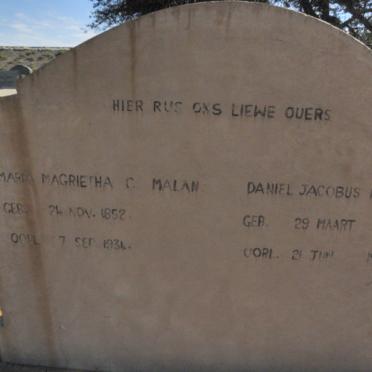 HIER RUS ONS LIEWE OUERS
MARIA MAGRIETHA C. MALAN
GEB. 24 NOV. 1852.
OORL. 7 SEP. 1934.
DANIEL JACOBUS
GEB. 29 MAART
OORL. 21 JUN